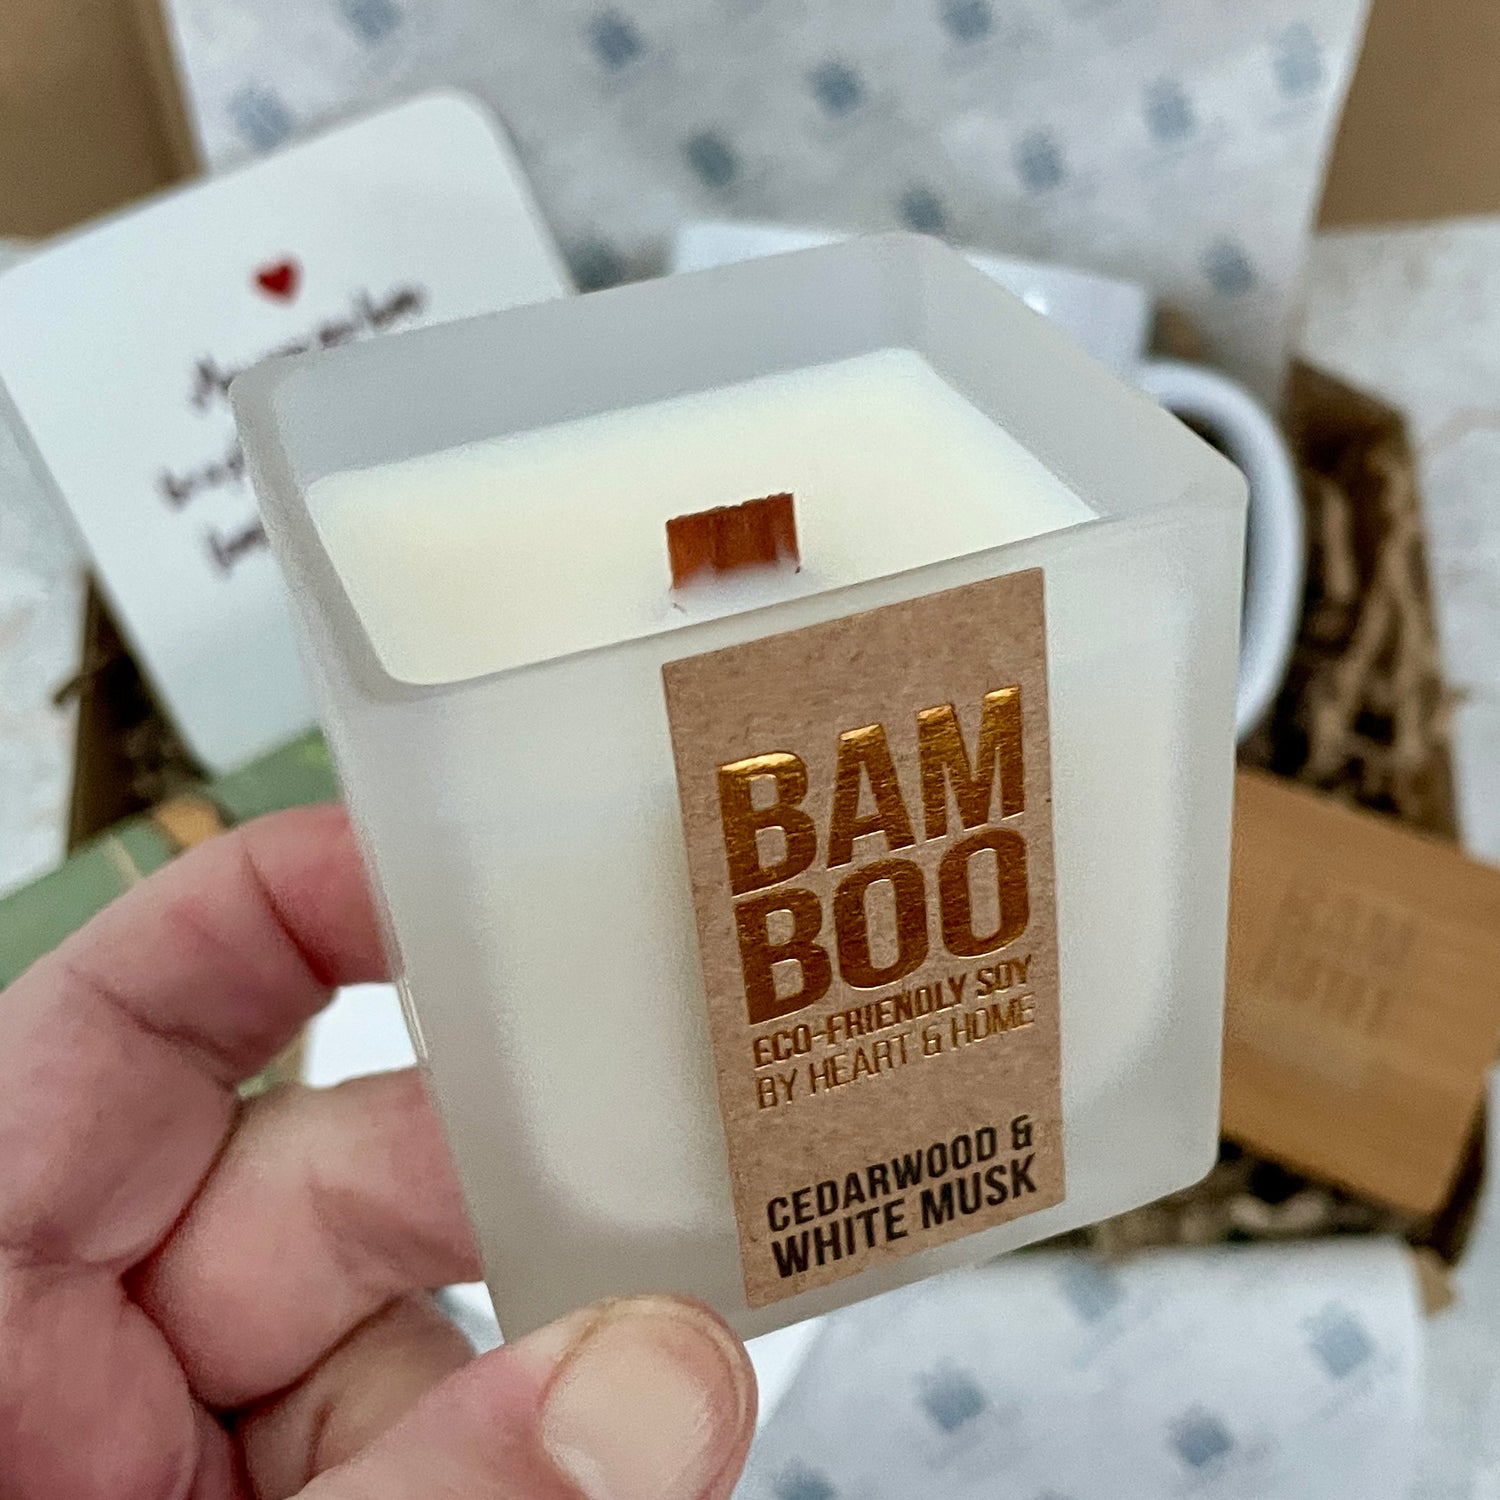 BAM
BOO
ECO-FRIENDLY SOY
BY HEART & HOME
CEDARWOOD &
WHITE MUSK